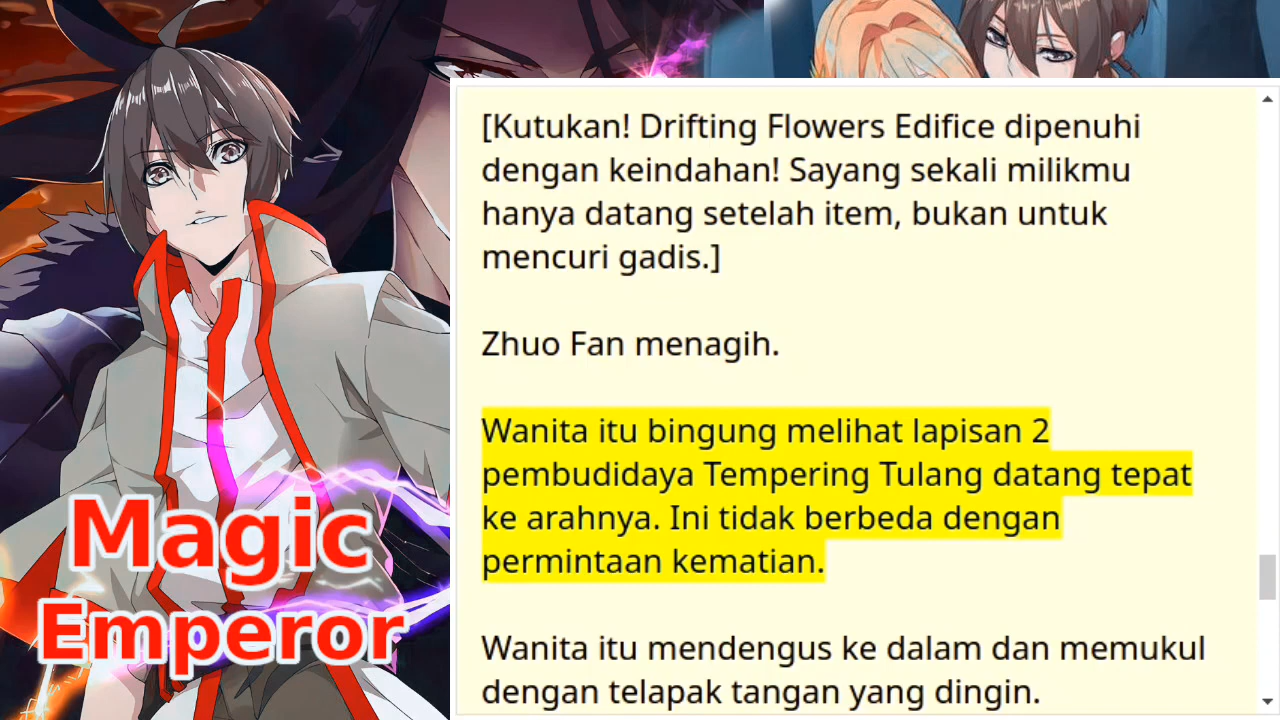 Magic
Emperor
[Kutukan! Drifting Flowers Edifice dipenuhi
dengan keindahan! Sayang sekali milikmu
hanya datang setelah item, bukan untuk
mencuri gadis.]
Zhuo Fan menagih.
Wanita itu bingung melihat lapisan 2
pembudidaya Tempering Tulang datang tepat
ke arahnya. Ini tidak berbeda dengan
permintaan kematian.
Wanita itu mendengus ke dalam dan memukul
dengan telapak tangan yang dingin.